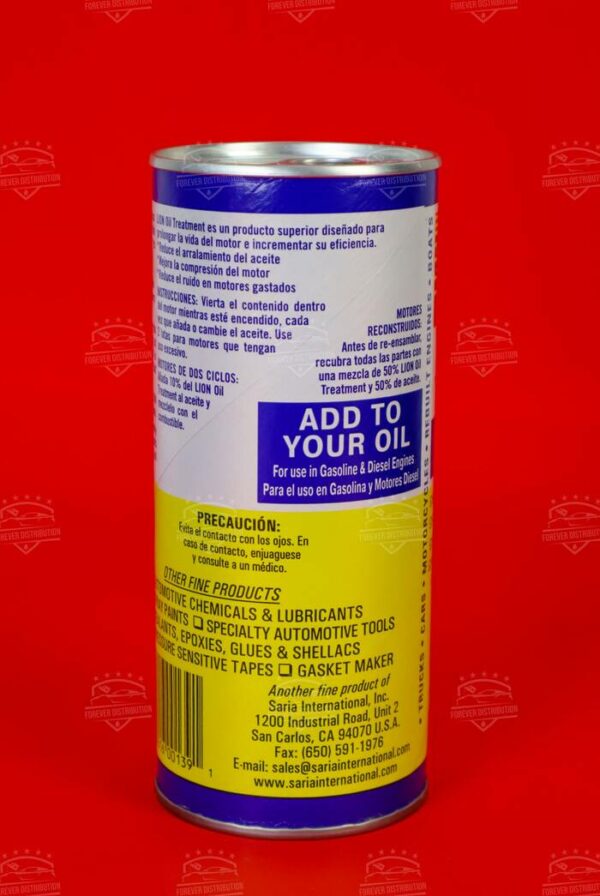 LION Oil Treatment es un producto superior diseñado para
prolongar la vida del motor e incrementar su eficiencia.
*Reduce el arralamiento del aceite
*Mejora la compresión del motor
*Reduce el ruido en motores gastados
INSTRUCCIONES: Vierta el contenido dentro
del motor mientras esté encendido, cada
que añada o cambie el aceite. Use
latas para motores que tengan
uso excesivo.
MOTORES DE DOS CICLOS:
10% del LION Oil
Treatment al aceite y
mezclelo con el
combustible.
MOTORES
RECONSTRUIDOS:
Antes de re-ensamblar,
recubra todas las partes con
una mezcla de 50% LION Oil
Treatment y 50% de aceite.
ADD TO
YOUR OIL
For use in Gasoline & Diesel Engines
Para el uso en Gasolina y Motores Diesel
PRECAUCIÓN:
Evita el contacto con los ojos. En
caso de contacto, enjuaguese
y consulte a un médico.
OTHER FINE PRODUCTS
CHEMICALS & LUBRICANTS
PAINTS ❏ SPECIALTY AUTOMOTIVE TOOLS
EPOXIES, GLUES & SHELLACS
SENSITIVE TAPES ❏ GASKET MAKER
Another fine product of
Saria International, Inc.
1200 Industrial Road, Unit 2
San Carlos, CA 94070 U.S.A.
Fax: (650) 591-1976
E-mail: sales@sariainternational.com
www.sariainternational.com
00139 1
• TRUCKS • CARS • MOTORCYCLES • REBUILT ENGINES • BOATS
FOREVER DISTRIBUTION